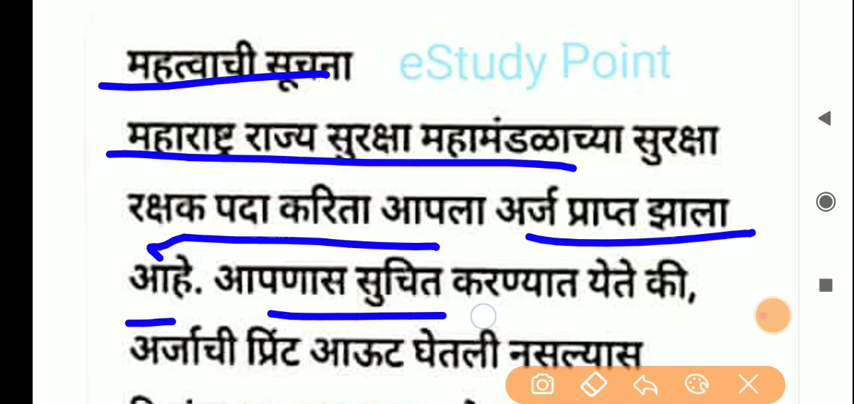 महत्वाची सूचना eStudy Point
महाराष्ट्र राज्य सुरक्षा महामंडळाच्या सुरक्षा
रक्षक पदा करिता आपला अर्ज प्राप्त झाला
आहे. आपणास सुचित करण्यात येते की,
अर्जाची प्रिंट आऊट घेतली नसल्यास